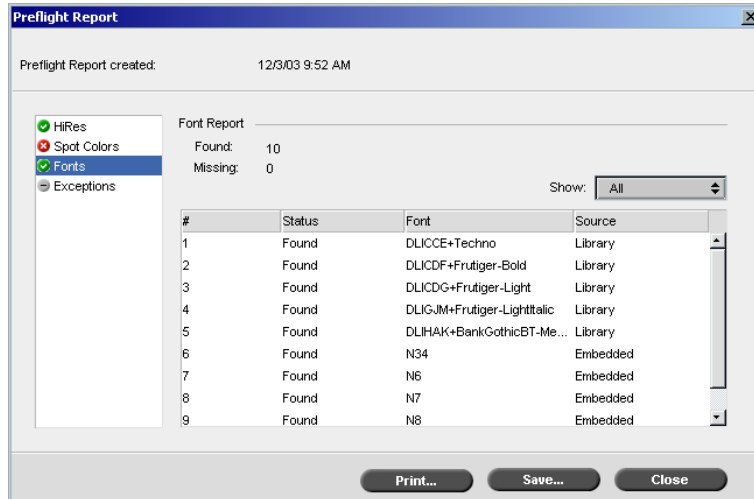 Preflight Report
Preflight Report created: 12/3/03 9:52 AM
HiRes
Spot Colors
Fonts
Exceptions
Font Report
Found: 10
Missing: 0
Show: All
# Status Font Source
1 Found DLICCE+Techno Library
2 Found DLICDF+Frutiger-Bold Library
3 Found DLICDG+Frutiger-Light Library
4 Found DLIGJM+Frutiger-LightItalic Library
5 Found DLIHAK+BankGothicBT-Me... Library
6 Found N34 Embedded
7 Found N6 Embedded
8 Found N7 Embedded
9 Found N8 Embedded
Print... Save... Close